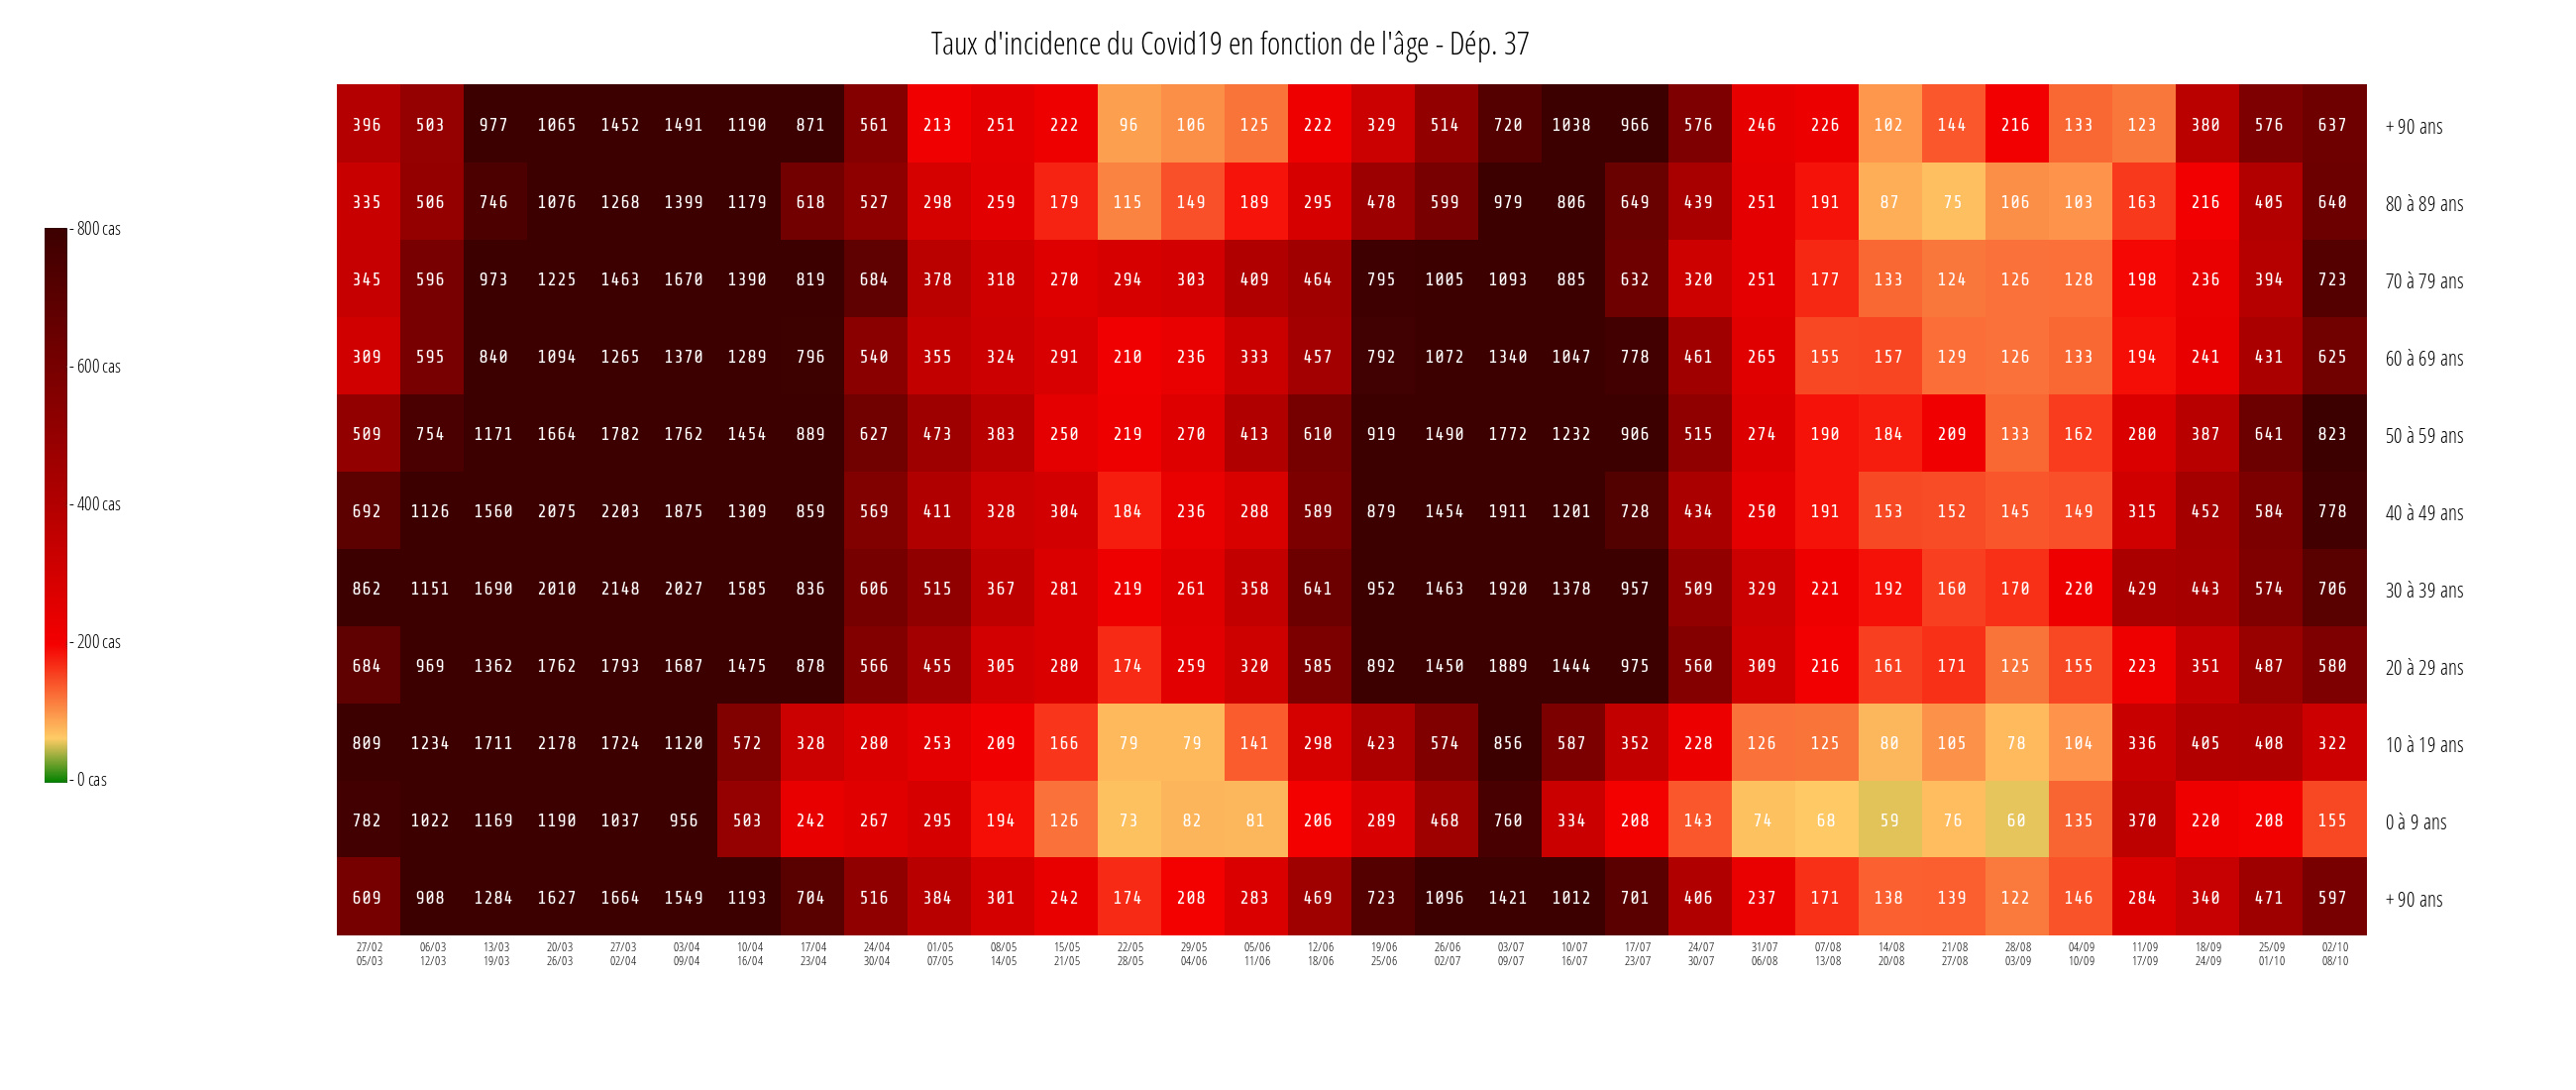 Taux d'incidence du Covid19 en fonction de l'âge - Dép. 37
- 800 cas
- 600 cas
- 400 cas
- 200 cas
- 0 cas
396 503 977 1065 1452 1491 1190 871 561 213 251 222 96 106 125 222 329 514 720 1038 966 576 246 226 102 144 216 133 123 380 576 637 + 90 ans
335 506 746 1076 1268 1399 1179 618 527 298 259 179 115 149 189 295 478 599 979 806 649 439 251 191 87 75 106 103 163 216 405 640 80 à 89 ans
345 596 973 1225 1463 1670 1390 819 684 378 318 270 294 303 409 464 795 1005 1093 885 632 320 251 177 133 124 126 128 198 236 394 723 70 à 79 ans
309 595 840 1094 1265 1370 1289 796 540 355 324 291 210 236 333 457 792 1072 1340 1047 778 461 265 155 157 129 126 133 194 241 431 625 60 à 69 ans
509 754 1171 1664 1782 1762 1454 889 627 473 383 250 219 270 413 610 919 1490 1772 1232 906 515 274 190 184 209 133 162 280 387 641 823 50 à 59 ans
692 1126 1560 2075 2203 1875 1309 859 569 411 328 304 184 236 288 589 879 1454 1911 1201 728 434 250 191 153 152 145 149 315 452 584 778 40 à 49 ans
862 1151 1690 2010 2148 2027 1585 836 606 515 367 281 219 261 358 641 952 1463 1920 1378 957 509 329 221 192 160 170 220 429 443 574 706 30 à 39 ans
684 969 1362 1762 1793 1687 1475 878 566 455 305 280 174 259 320 585 892 1450 1889 1444 975 560 309 216 161 171 125 155 223 351 487 580 20 à 29 ans
809 1234 1711 2178 1724 1120 572 328 280 253 209 166 79 79 141 298 423 574 856 587 352 228 126 125 80 105 78 104 336 405 408 322 10 à 19 ans
782 1022 1169 1190 1037 956 503 242 267 295 194 126 73 82 81 206 289 468 760 334 208 143 74 68 59 76 60 135 370 220 208 155 0 à 9 ans
609 908 1284 1627 1664 1549 1193 704 516 384 301 242 174 208 283 469 723 1096 1421 1012 701 406 237 171 138 139 122 146 284 340 471 597 + 90 ans
27/02 06/03 13/03 20/03 27/03 03/04 10/04 17/04 24/04 01/05 08/05 15/05 22/05 29/05 05/06 12/06 19/06 26/06 03/07 10/07 17/07 24/07 31/07 07/08 14/08 21/08 28/08 04/09 11/09 18/09 25/09 02/10
05/03 12/03 19/03 26/03 02/04 09/04 16/04 23/04 30/04 07/05 14/05 21/05 28/05 04/06 11/06 18/06 25/06 02/07 09/07 16/07 23/07 30/07 06/08 13/08 20/08 27/08 03/09 10/09 17/09 24/09 01/10 08/10